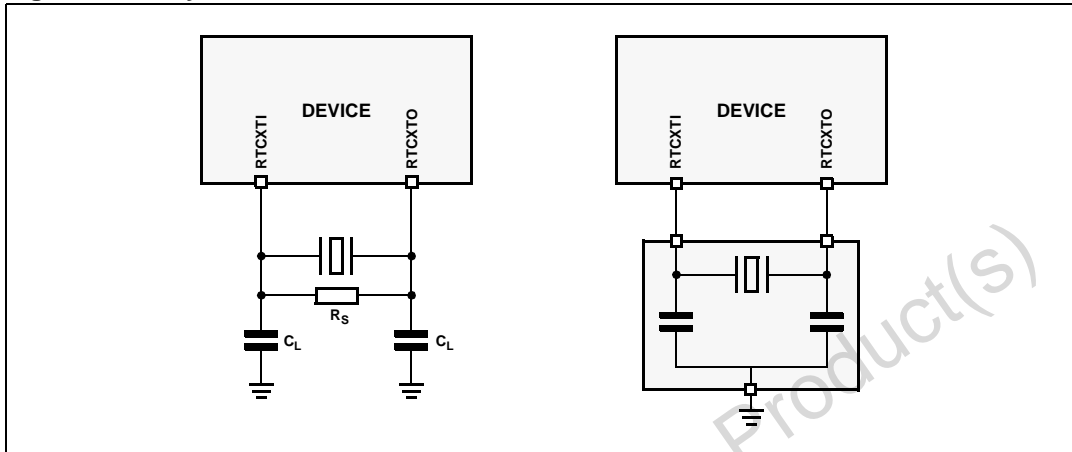 DEVICE
RTCXTI
RTCXTO
R_S
C_L
C_L
DEVICE
RTCXTI
RTCXTO
Product(s)